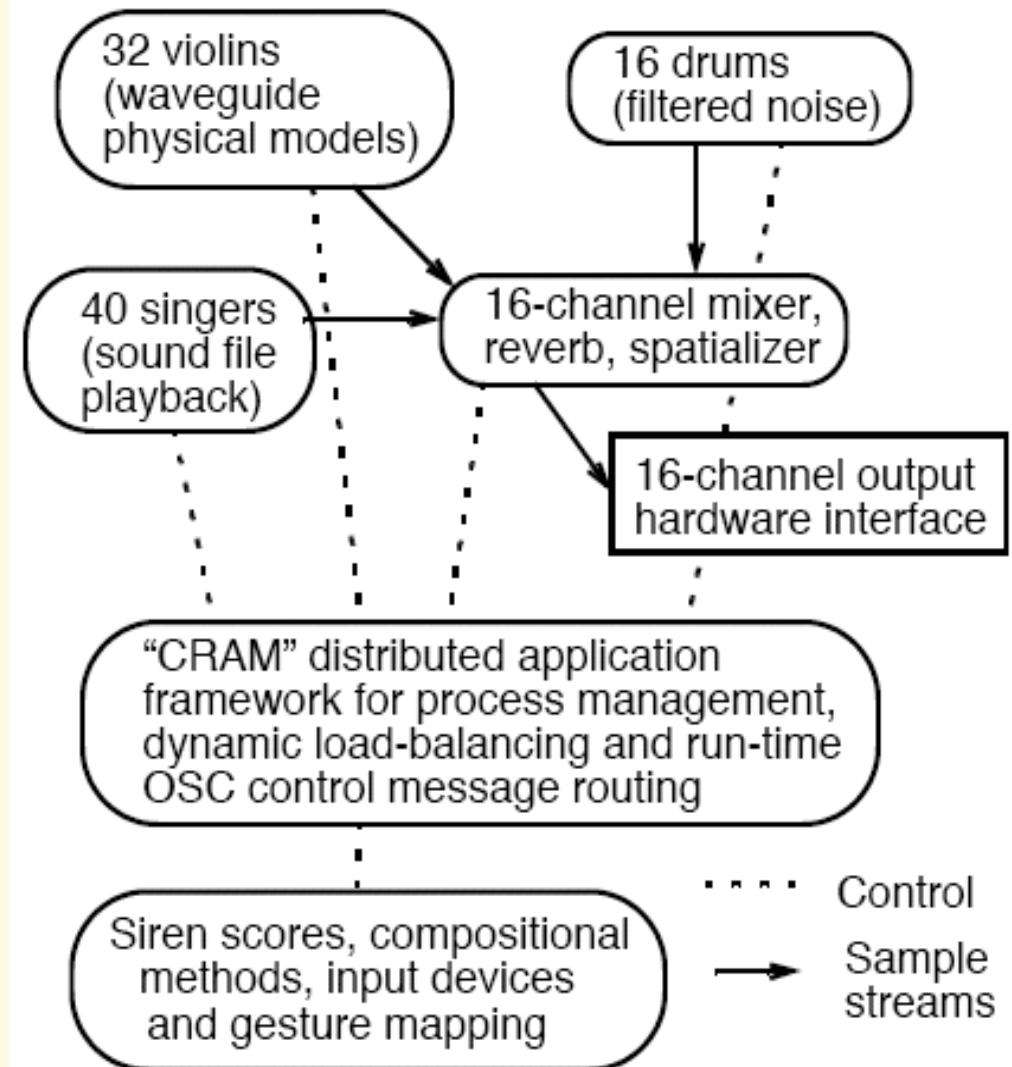 32 violins
(waveguide
physical models)
16 drums
(filtered noise)
40 singers
(sound file
playback)
16-channel mixer,
reverb, spatializer
16-channel output
hardware interface
“CRAM” distributed application
framework for process management,
dynamic load-balancing and run-time
OSC control message routing
Siren scores, compositional
methods, input devices
and gesture mapping
Control
Sample
streams